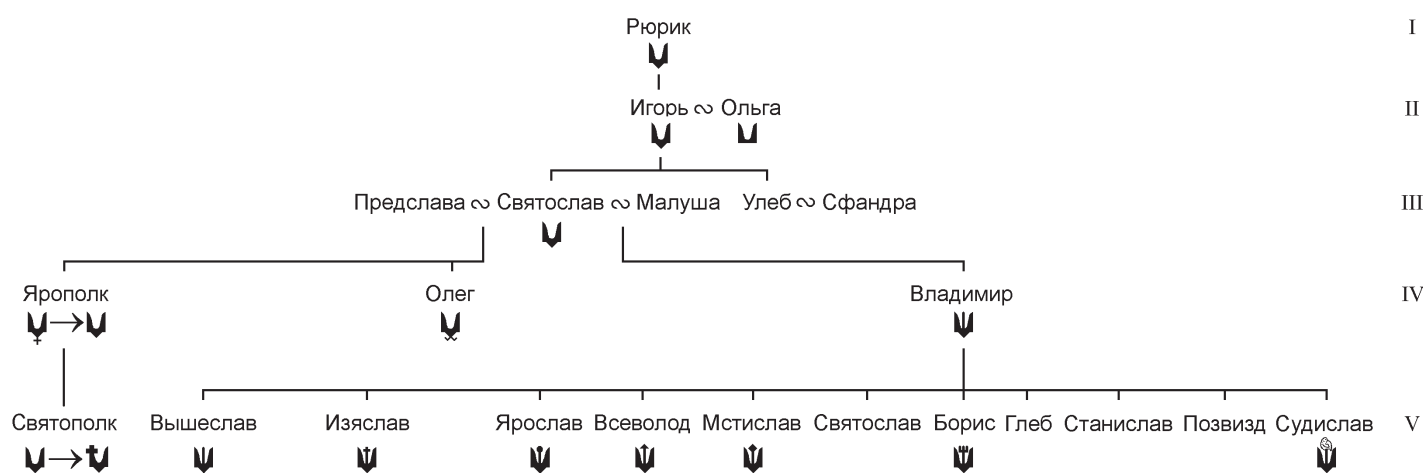 Рюрик I
Игорь ∾ Ольга II
Предслава ∾ Святослав ∾ Малуша Улеб ∾ Сфандра III
Ярополк Олег Владимир IV
Святополк Вышеслав Изяслав Ярослав Всеволод Мстислав Святослав Борис Глеб Станислав Позвизд Судислав V